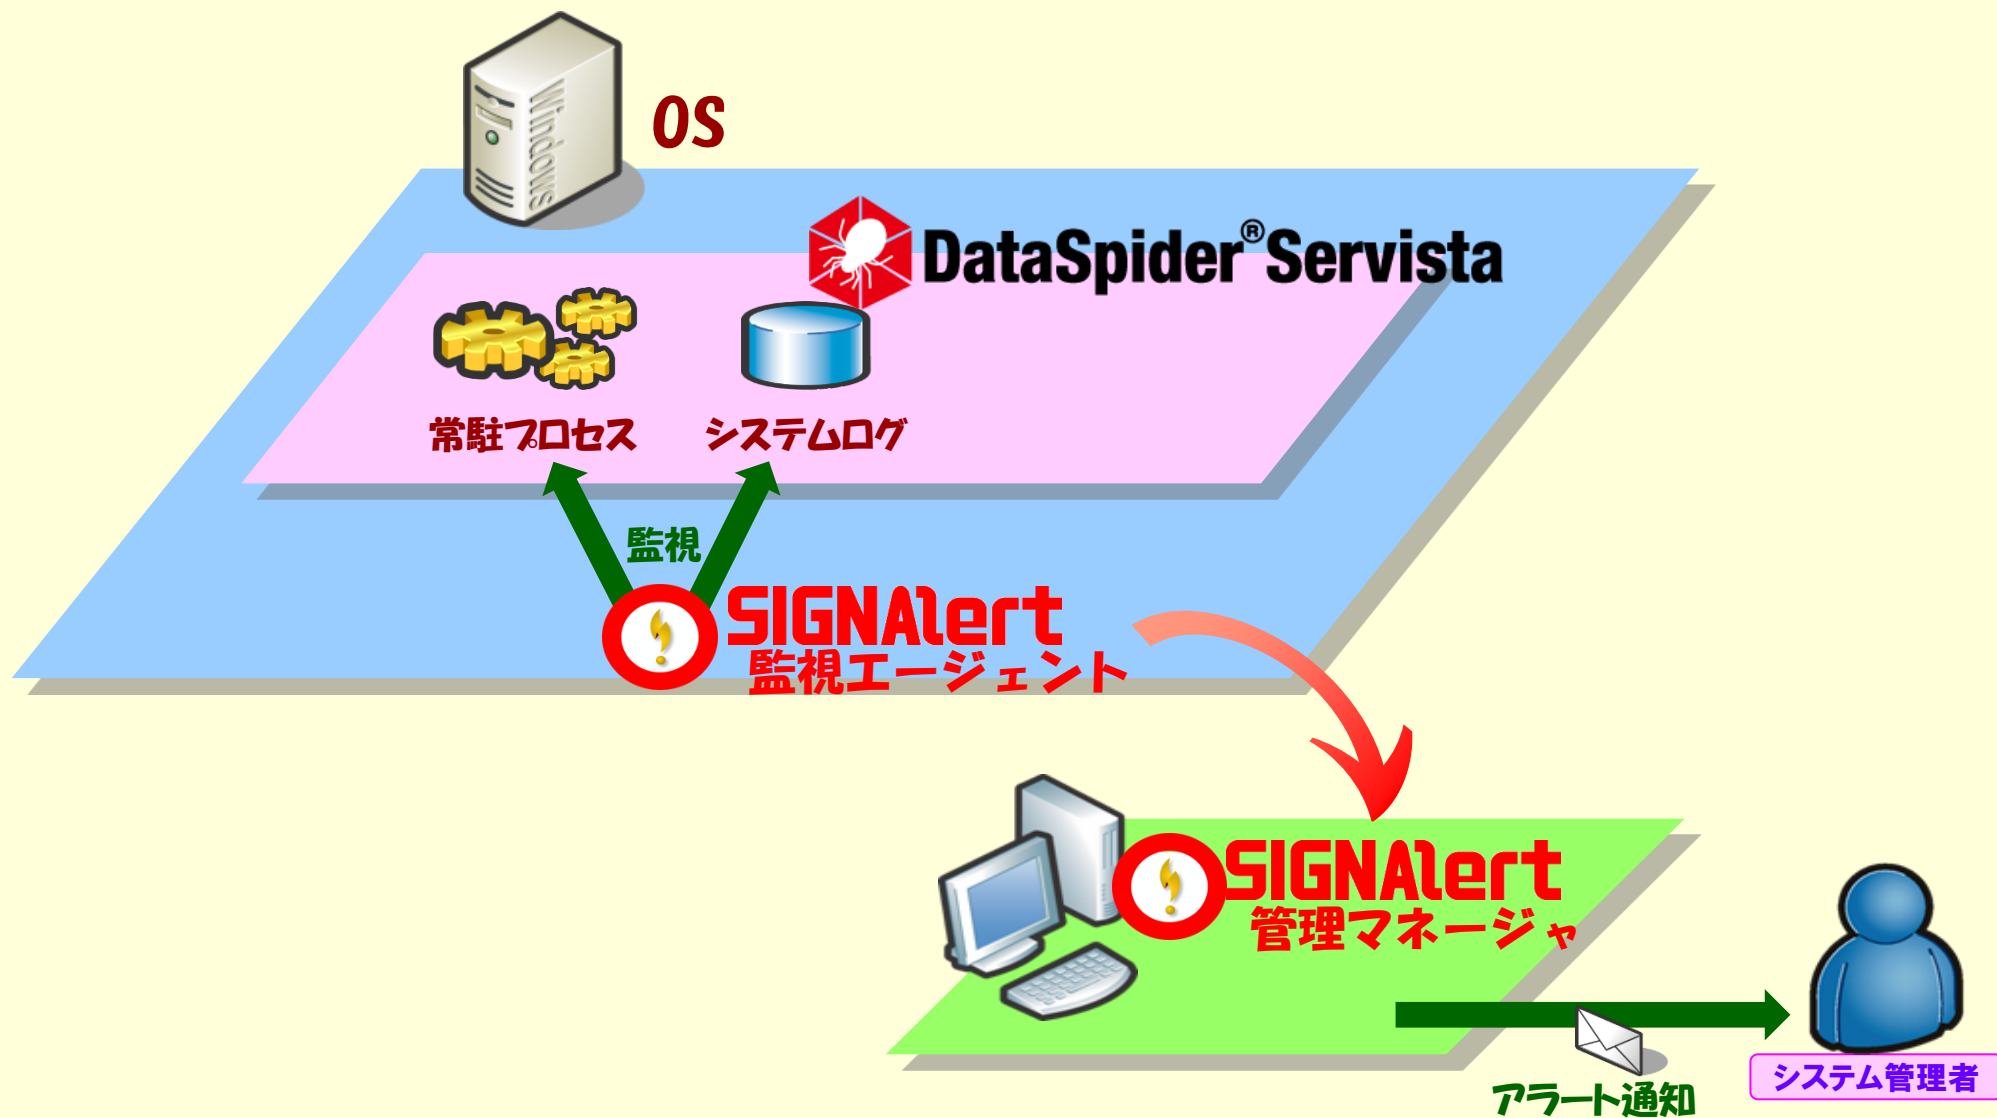 Windows
OS
DataSpider®Servista
常駐プロセス
システムログ
監視
SIGNAlert
監視エージェント
SIGNAlert
管理マネージャ
アラート通知
システム管理者